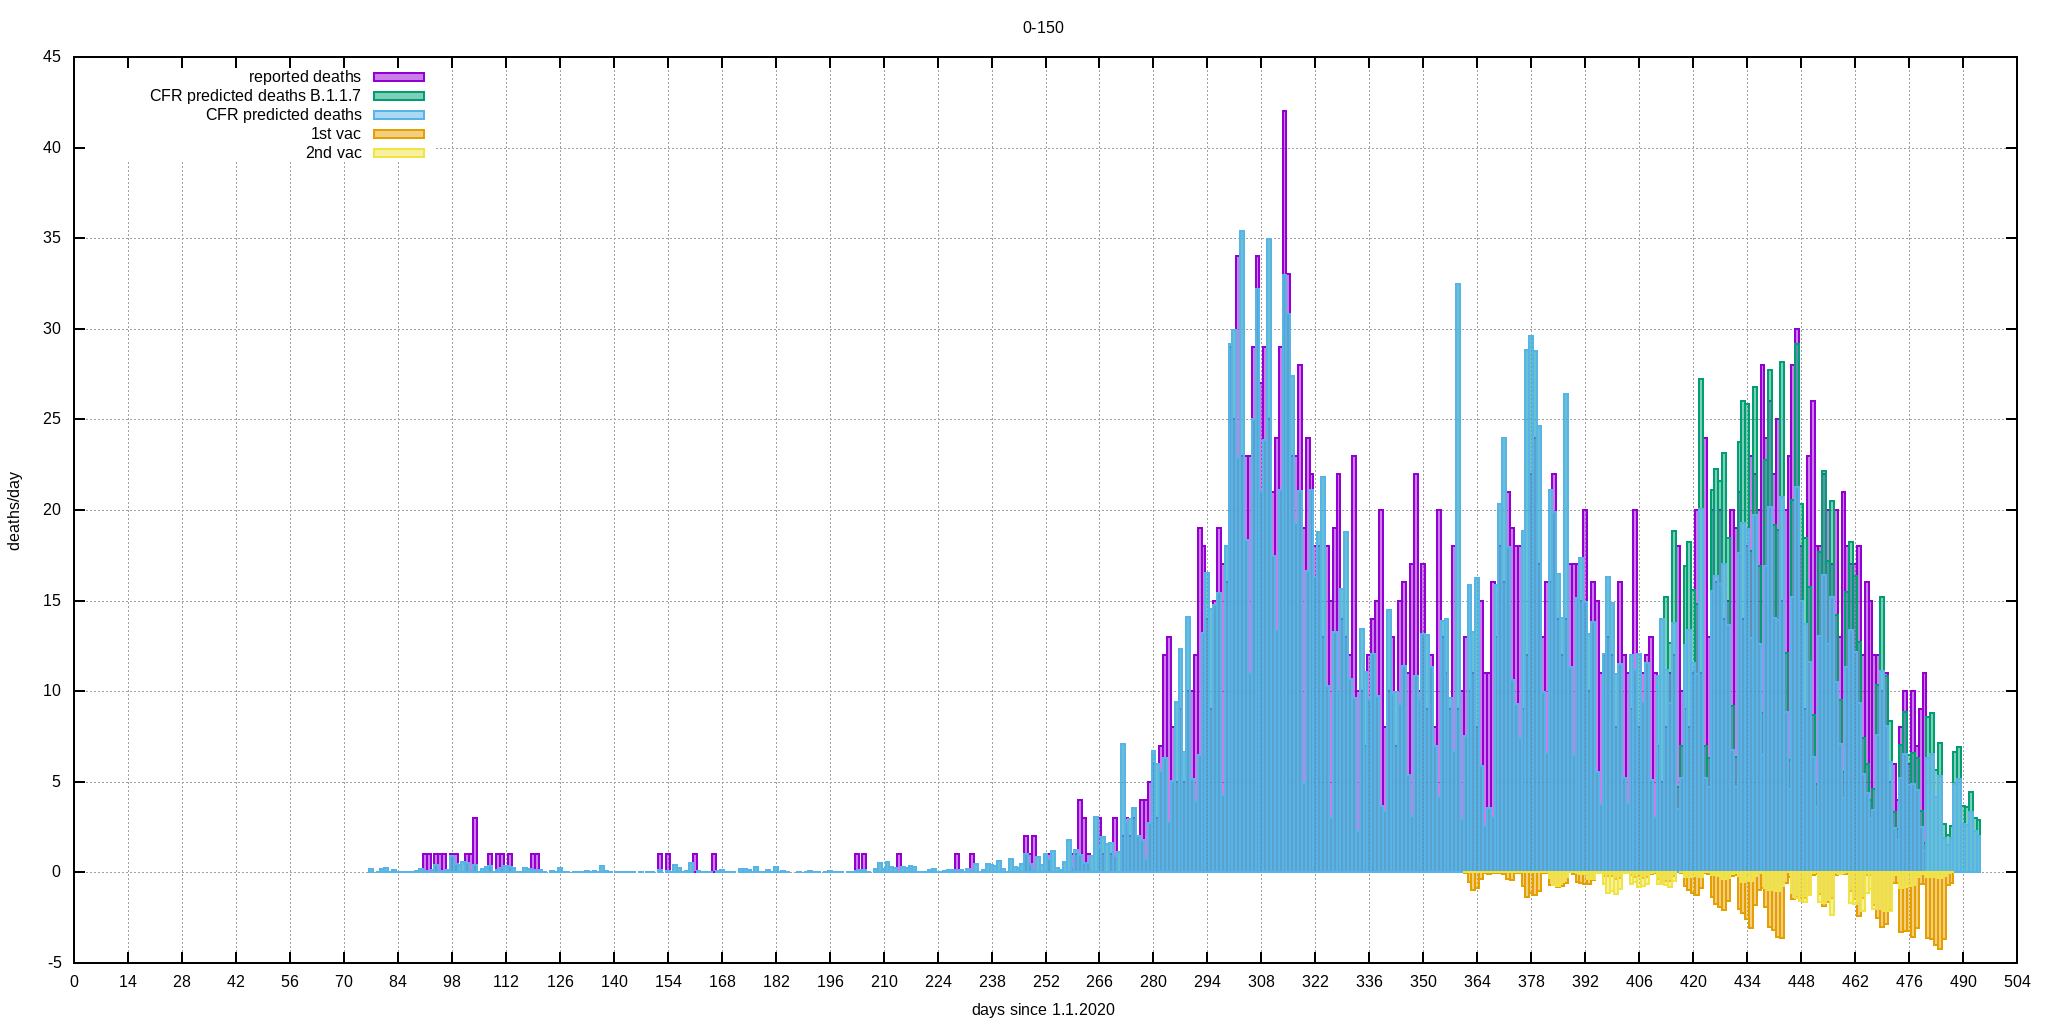 0-150
45
40
35
30
25
20
15
10
5
0
-5
deaths/day
reported deaths
CFR predicted deaths B.1.1.7
CFR predicted deaths
1st vac
2nd vac
0 14 28 42 56 70 84 98 112 126 140 154 168 182 196 210 224 238 252 266 280 294 308 322 336 350 364 378 392 406 420 434 448 462 476 490 504
days since 1.1.2020